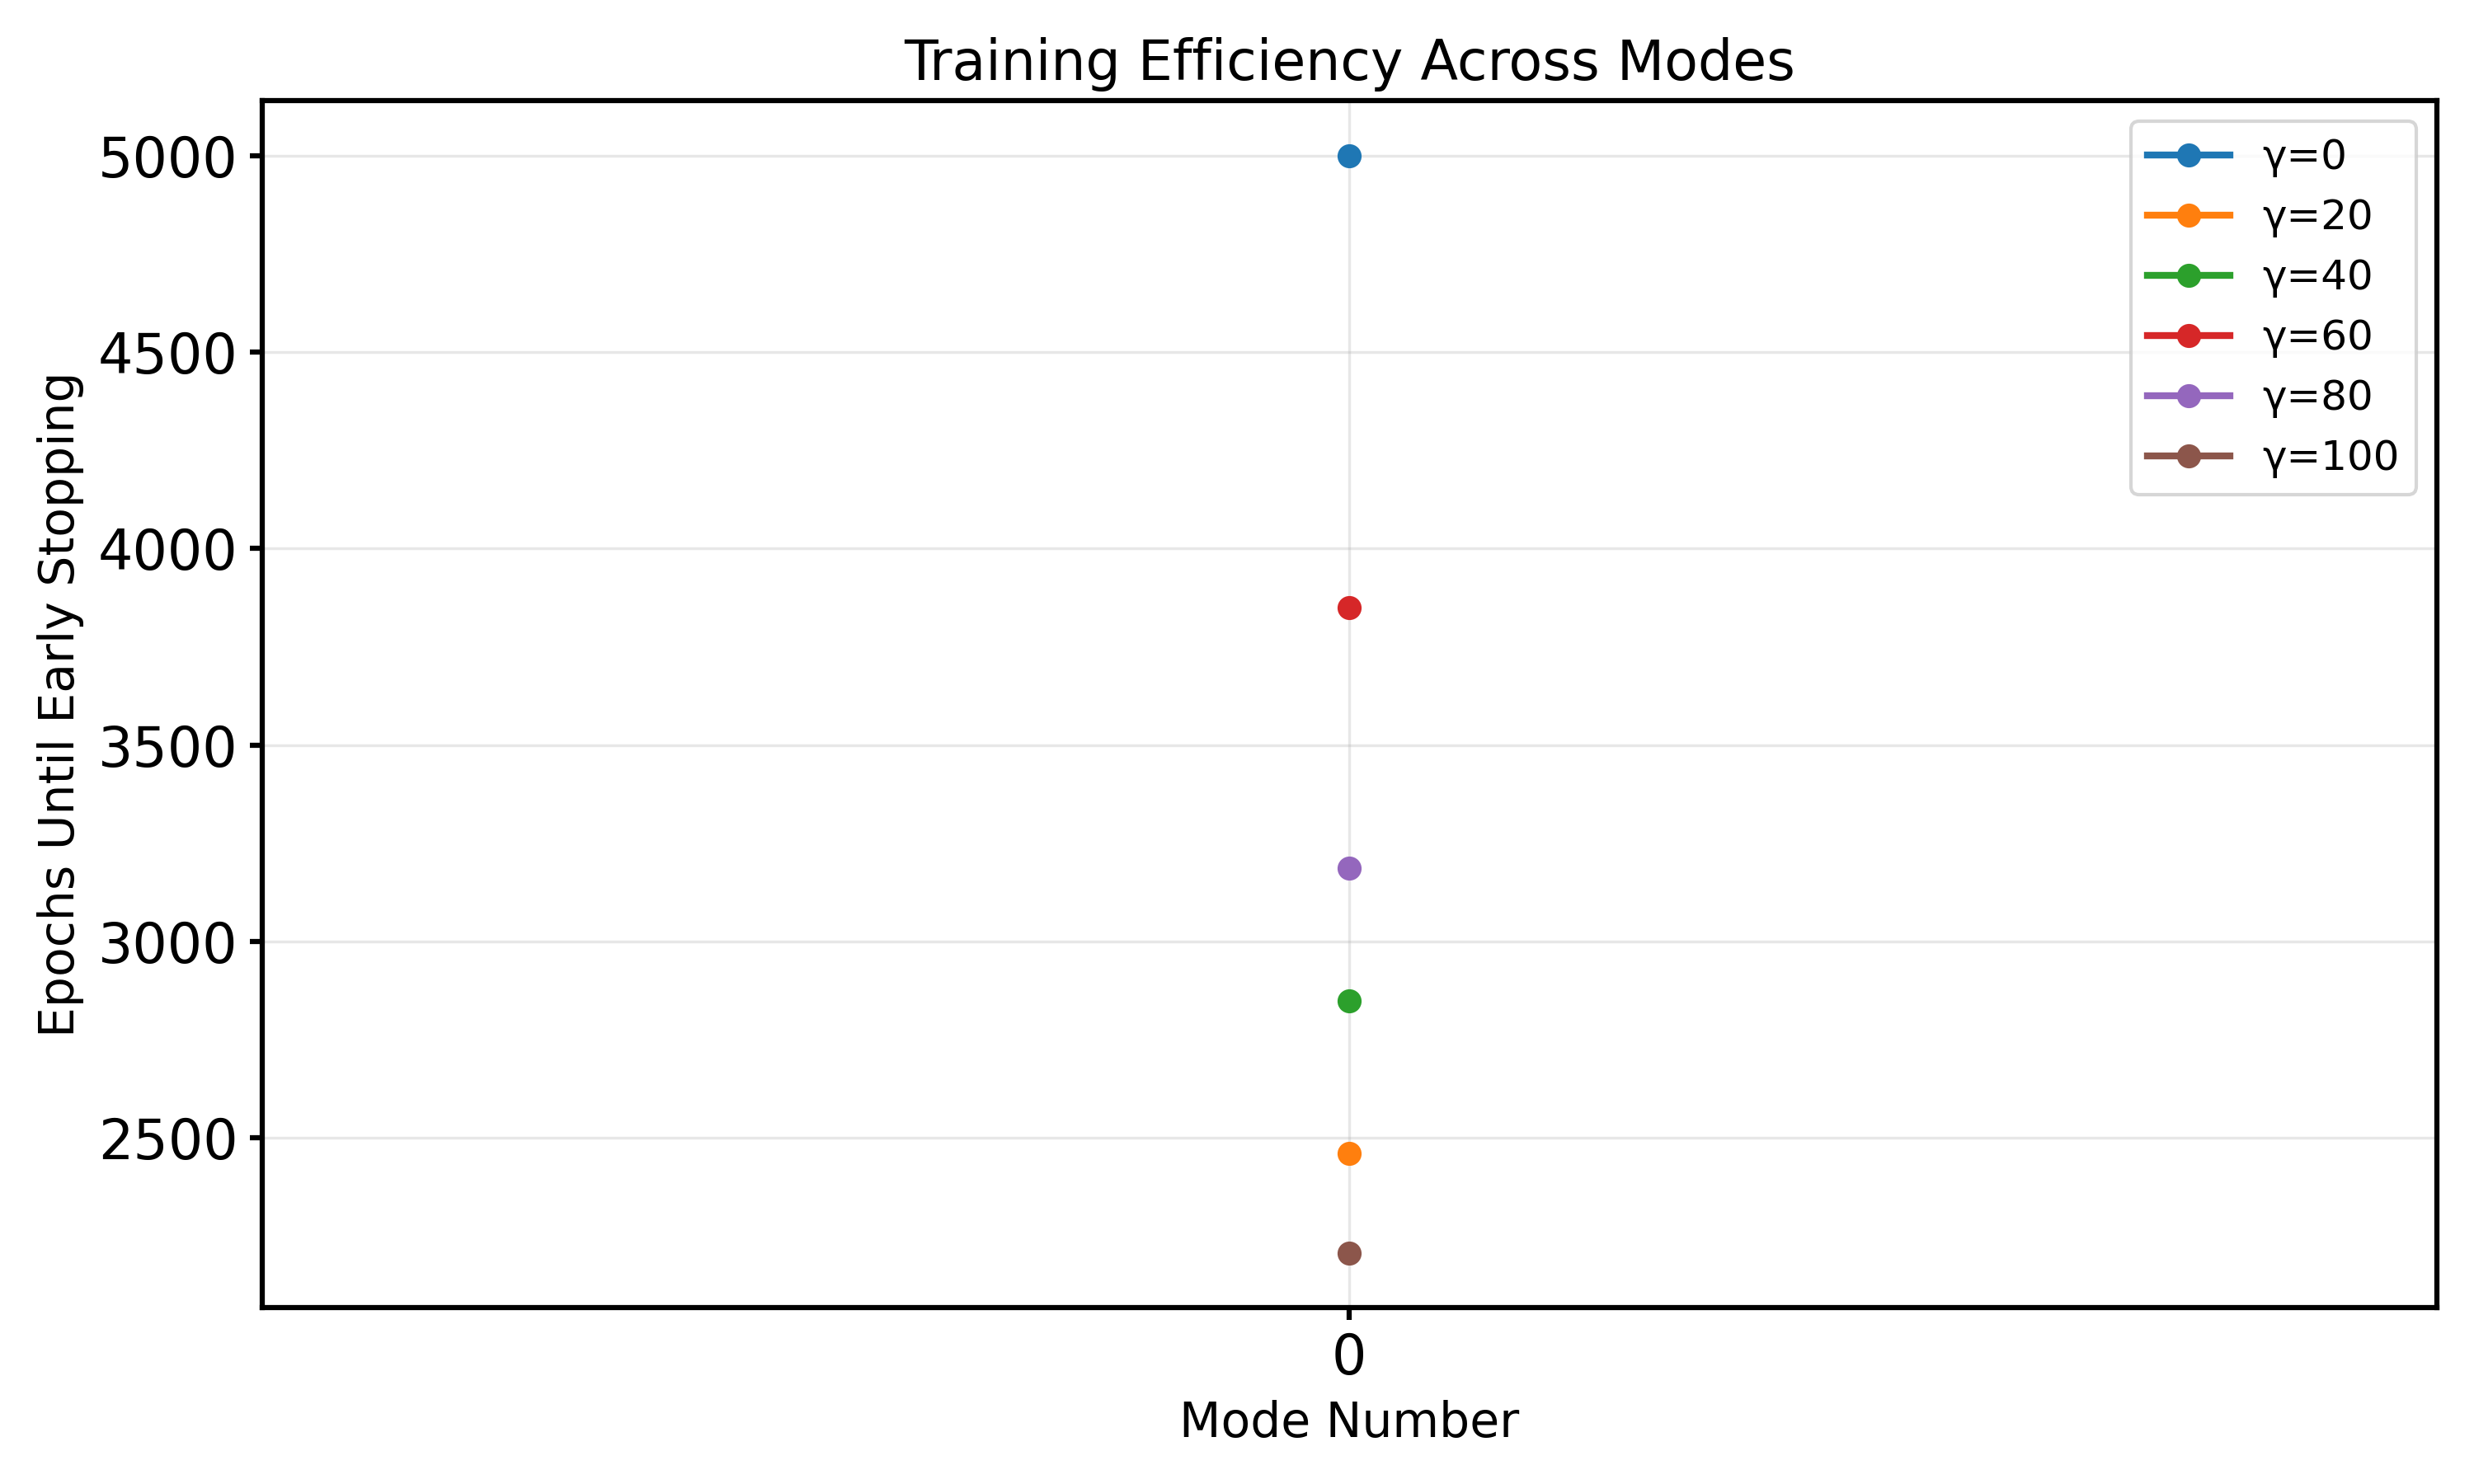 Training Efficiency Across Modes
Epochs Until Early Stopping
5000
4500
4000
3500
3000
2500
γ=0
γ=20
γ=40
γ=60
γ=80
γ=100
0
Mode Number